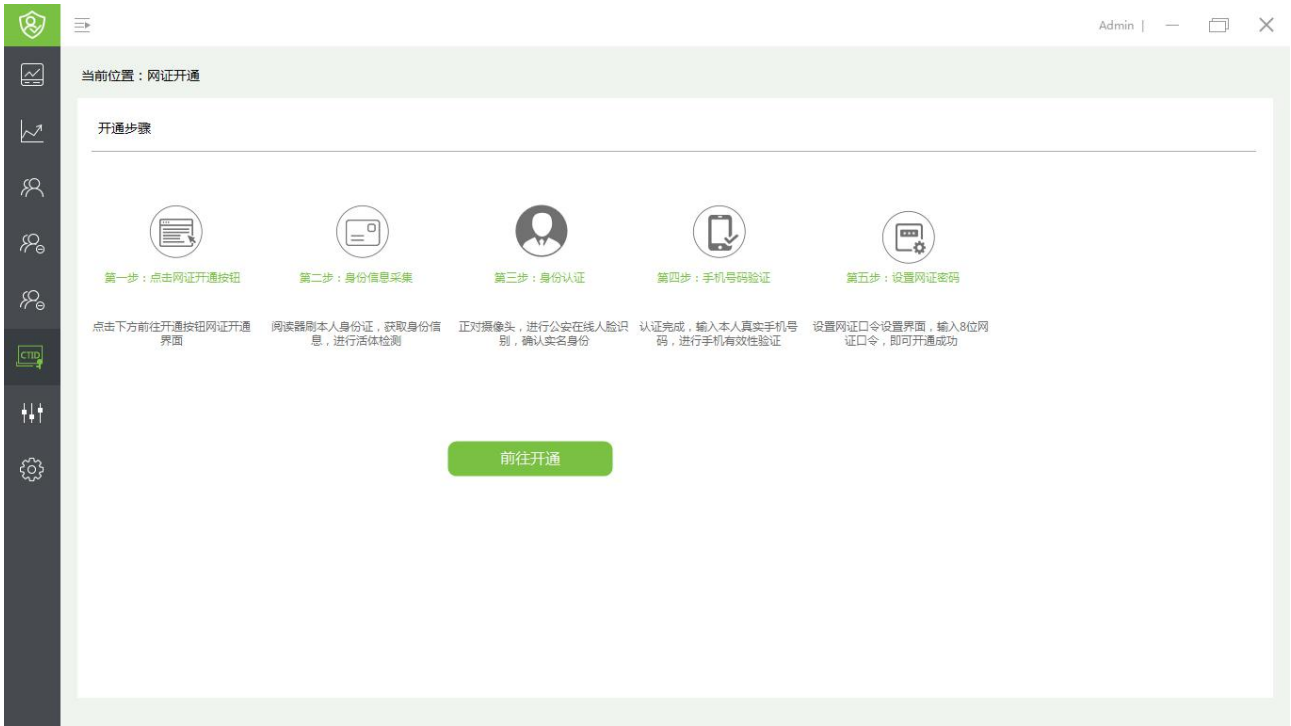 Admin |
当前位置：网证开通
开通步骤
第一步：点击网证开通按钮
点击下方前往开通按钮网证开通
界面
第二步：身份信息采集
阅读器刷本人身份证，获取身份信
息，进行活体检测
第三步：身份认证
正对摄像头，进行公安在线人脸识
别，确认实名身份
第四步：手机号码验证
认证完成，输入本人真实手机号
码，进行手机有效性验证
第五步：设置网证密码
设置网证口令设置界面，输入8位网
证口令，即可开通成功
CTID
前往开通